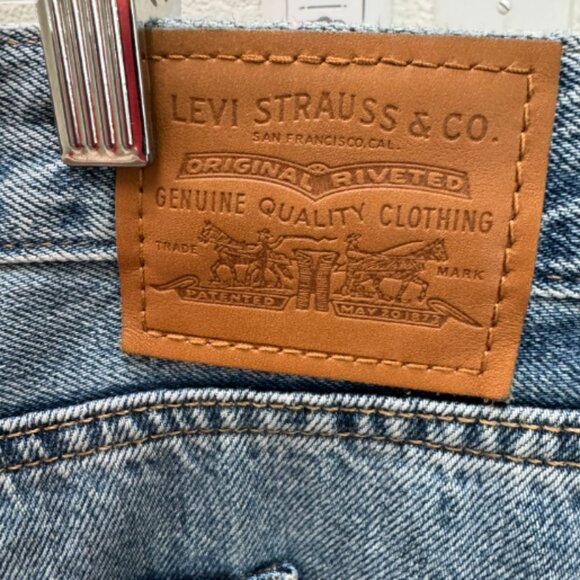 LEVI STRAUSS & CO.
SAN FRANCISCO, CAL.
ORIGINAL RIVETED
GENUINE QUALITY CLOTHING
TRADE MARK
PATENTED MAY 20 1873